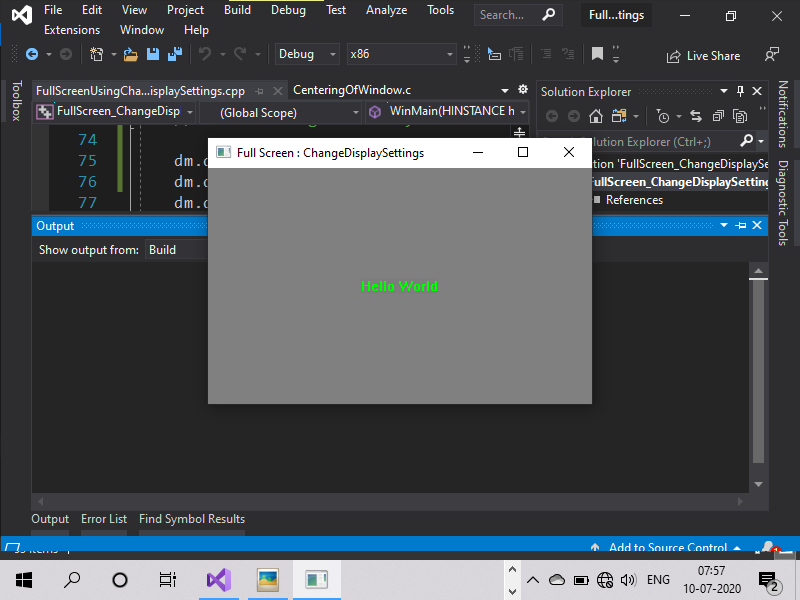 File Edit View Project Build Debug Test Analyze Tools Search... Full...tings
Extensions Window Help
Debug x86 Live Share
Toolbox
FullScreenUsingCha...isplaySettings.cpp CenteringOfWindow.c
FullScreen_ChangeDisp (Global Scope) WinMain(HINSTANCE h
74
75 dm.
76 dm.
77 dm.
Solution Explorer
Solution Explorer (Ctrl+;)
tion 'FullScreen_ChangeDisplaySe
FullScreen_ChangeDisplaySetting
References
Notifications
Diagnostic Tools
Full Screen : ChangeDisplaySettings
Hello World
Output
Show output from: Build
Output Error List Find Symbol Results
Add to Source Control
ENG
07:57
10-07-2020
2